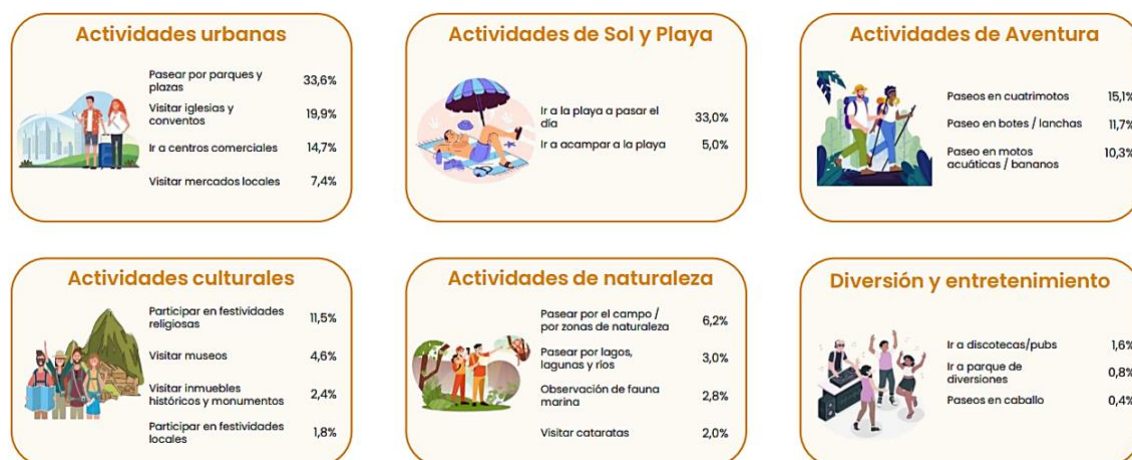 Actividades urbanas
Pasear por parques y
plazas
33,6%
Visitar iglesias y
conventos
19,9%
Ir a centros comerciales
14,7%
Visitar mercados locales
7,4%
Actividades de Sol y Playa
Ir a la playa a pasar el
día
33,0%
Ir a acampar a la playa
5,0%
Actividades de Aventura
Paseos en cuatrimotos
15,1%
Paseo en botes / lanchas
11,7%
Paseo en motos
acuáticas / bananos
10,3%
Actividades culturales
Participar en festividades
religiosas
11,5%
Visitar museos
4,6%
Visitar inmuebles
históricos y monumentos
2,4%
Participar en festividades
locales
1,8%
Actividades de naturaleza
Pasear por el campo /
por zonas de naturaleza
6,2%
Pasear por lagos,
lagunas y ríos
3,0%
Observación de fauna
marina
2,8%
Visitar cataratas
2,0%
Diversión y entretenimiento
Ir a discotecas/pubs
1,6%
Ir a parque de
diversiones
0,8%
Paseos en caballo
0,4%